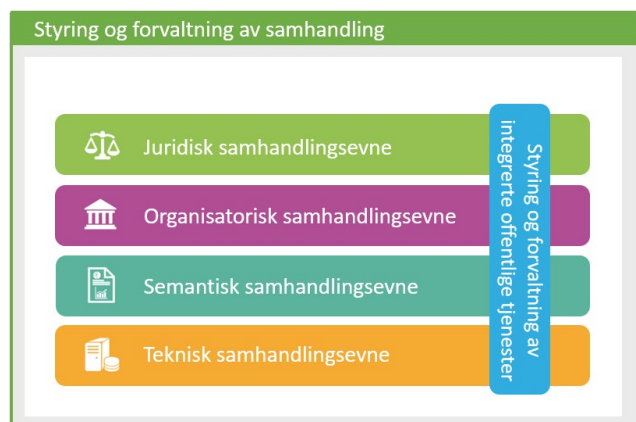 Styring og forvaltning av samhandling
Juridisk samhandlingsevne
Organisatorisk samhandlingsevne
Semantisk samhandlingsevne
Teknisk samhandlingsevne
Styring og forvaltning av
integrerte offentlige tjenester